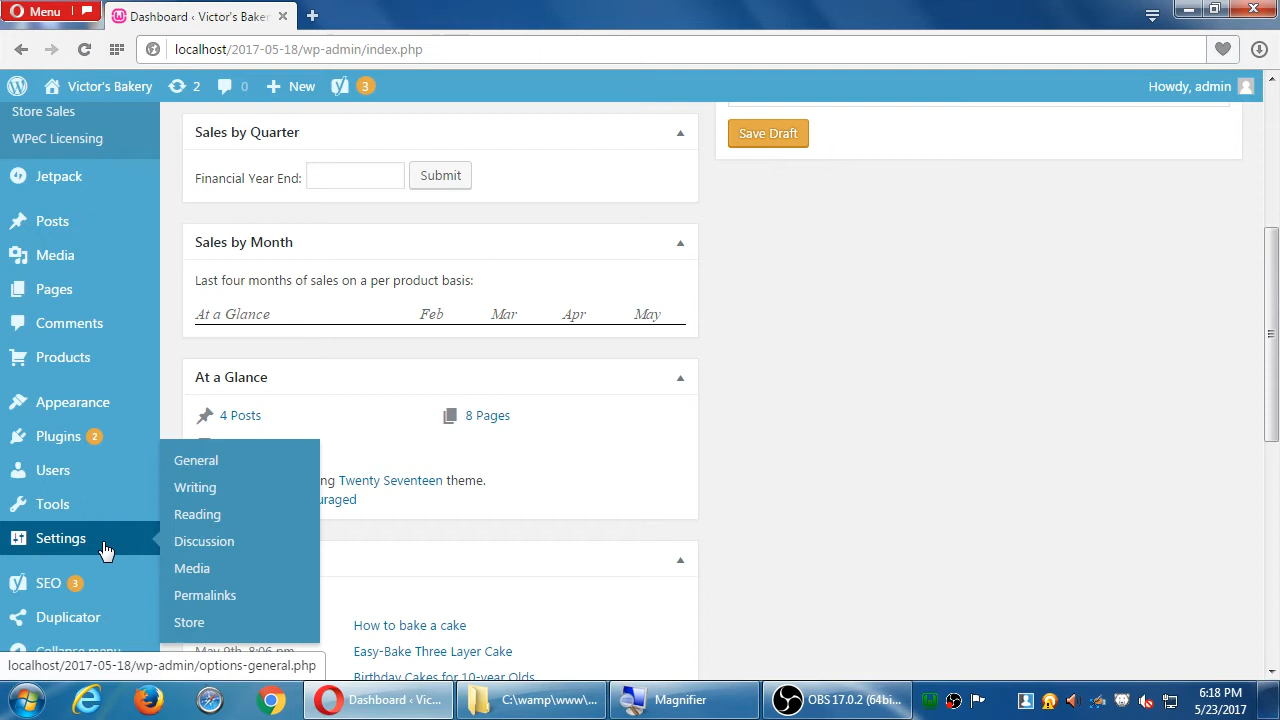 Menu
Dashboard ‹ Victor's Baker
localhost/2017-05-18/wp-admin/index.php
Victor's Bakery 2 0 New 3 Howdy, admin
Store Sales
WPeC Licensing
Jetpack
Posts
Media
Pages
Comments
Products
Appearance
Plugins 2
Users
Tools
Settings
SEO 3
Duplicator
Collapse menu
General
Writing
Reading
Discussion
Media
Permalinks
Store
Sales by Quarter
Financial Year End: Submit
Sales by Month
Last four months of sales on a per product basis:
At a Glance Feb Mar Apr May
At a Glance
4 Posts 8 Pages
ng Twenty Seventeen theme.
uraged
How to bake a cake
May 9th, 8:06 pm Easy-Bake Three Layer Cake
Birthday Cakes for 10-year Olds
Save Draft
localhost/2017-05-18/wp-admin/options-general.php
Dashboard ‹ Vic... C:\wamp\www\... Magnifier OBS 17.0.2 (64bi...
6:18 PM
5/23/2017